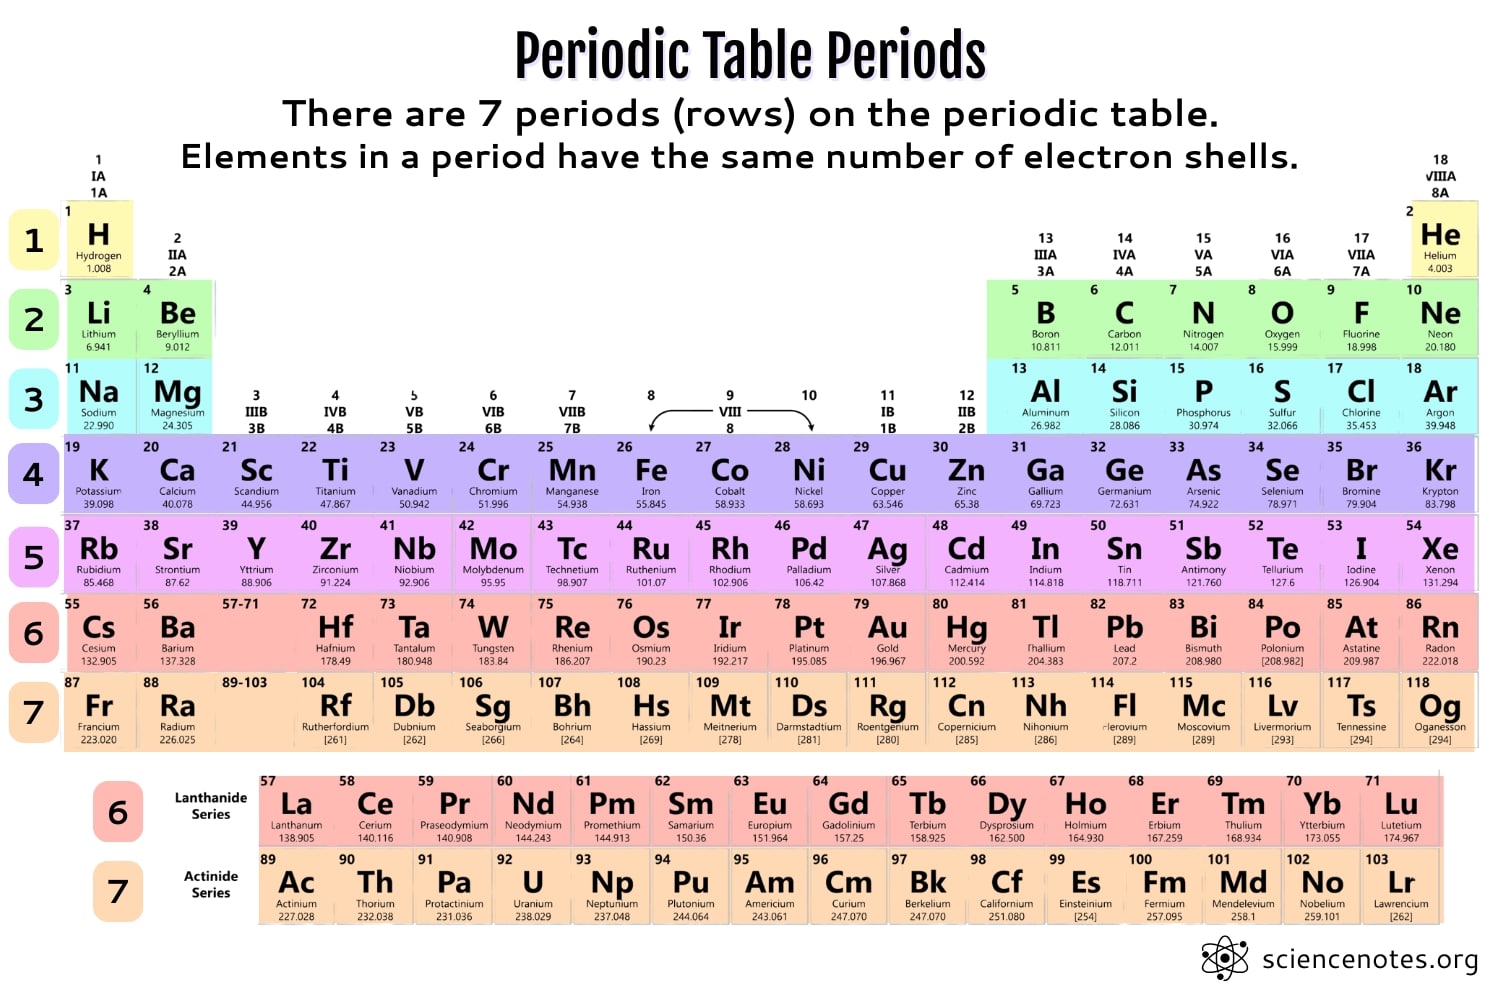 Periodic Table Periods
There are 7 periods (rows) on the periodic table.
Elements in a period have the same number of electron shells.
1 18
IA VIIIA
1A 8A
1 2
1 H He
Hydrogen Helium
1.008 4.003
2 13 14 15 16 17
IIA IIIA IVA VA VIA VIIA
2A 3A 4A 5A 6A 7A
3 4 5 6 7 8 9 10
2 Li Be B C N O F Ne
Lithium Beryllium Boron Carbon Nitrogen Oxygen Fluorine Neon
6.941 9.012 10.811 12.011 14.007 15.999 18.998 20.180
11 12 13 14 15 16 17 18
3 Na Mg Al Si P S Cl Ar
Sodium Magnesium Aluminum Silicon Phosphorus Sulfur Chlorine Argon
22.990 24.305 26.982 28.086 30.974 32.066 35.453 39.948
3 4 5 6 7 8 9 10 11 12
IIIB IVB VB VIB VIIB VIII IB IIB
3B 4B 5B 6B 7B 8 1B 2B
19 20 21 22 23 24 25 26 27 28 29 30 31 32 33 34 35 36
4 K Ca Sc Ti V Cr Mn Fe Co Ni Cu Zn Ga Ge As Se Br Kr
Potassium Calcium Scandium Titanium Vanadium Chromium Manganese Iron Cobalt Nickel Copper Zinc Gallium Germanium Arsenic Selenium Bromine Krypton
39.098 40.078 44.956 47.867 50.942 51.996 54.938 55.845 58.933 58.693 63.546 65.38 69.723 72.631 74.922 78.971 79.904 83.798
37 38 39 40 41 42 43 44 45 46 47 48 49 50 51 52 53 54
5 Rb Sr Y Zr Nb Mo Tc Ru Rh Pd Ag Cd In Sn Sb Te I Xe
Rubidium Strontium Yttrium Zirconium Niobium Molybdenum Technetium Ruthenium Rhodium Palladium Silver Cadmium Indium Tin Antimony Tellurium Iodine Xenon
85.468 87.62 88.906 91.224 92.906 95.95 98.907 101.07 102.906 106.42 107.868 112.414 114.818 118.711 121.760 127.6 126.904 131.294
55 56 57-71 72 73 74 75 76 77 78 79 80 81 82 83 84 85 86
6 Cs Ba Hf Ta W Re Os Ir Pt Au Hg Tl Pb Bi Po At Rn
Cesium Barium Hafnium Tantalum Tungsten Rhenium Osmium Iridium Platinum Gold Mercury Thallium Lead Bismuth Polonium Astatine Radon
132.905 137.328 178.49 180.948 183.84 186.207 190.23 192.217 195.085 196.967 200.592 204.383 207.2 208.980 [208.982] 209.987 222.018
87 88 89-103 104 105 106 107 108 109 110 111 112 113 114 115 116 117 118
7 Fr Ra Rf Db Sg Bh Hs Mt Ds Rg Cn Nh Fl Mc Lv Ts Og
Francium Radium Rutherfordium Dubnium Seaborgium Bohrium Hassium Meitnerium Darmstadtium Roentgenium Copernicium Nihonium Flerovium Moscovium Livermorium Tennessine Oganesson
223.020 226.025 [261] [262] [266] [264] [269] [278] [281] [280] [285] [286] [289] [289] [293] [294] [294]
57 58 59 60 61 62 63 64 65 66 67 68 69 70 71
6 Lanthanide Series La Ce Pr Nd Pm Sm Eu Gd Tb Dy Ho Er Tm Yb Lu
Lanthanum Cerium Praseodymium Neodymium Promethium Samarium Europium Gadolinium Terbium Dysprosium Holmium Erbium Thulium Ytterbium Lutetium
138.905 140.116 140.908 144.243 144.913 150.36 151.964 157.25 158.925 162.500 164.930 167.259 168.934 173.055 174.967
89 90 91 92 93 94 95 96 97 98 99 100 101 102 103
7 Actinide Series Ac Th Pa U Np Pu Am Cm Bk Cf Es Fm Md No Lr
Actinium Thorium Protactinium Uranium Neptunium Plutonium Americium Curium Berkelium Californium Einsteinium Fermium Mendelevium Nobelium Lawrencium
227.028 232.038 231.036 238.029 237.048 244.064 243.061 247.070 247.070 251.080 [254] 257.095 258.1 259.101 [262]
sciencenotes.org